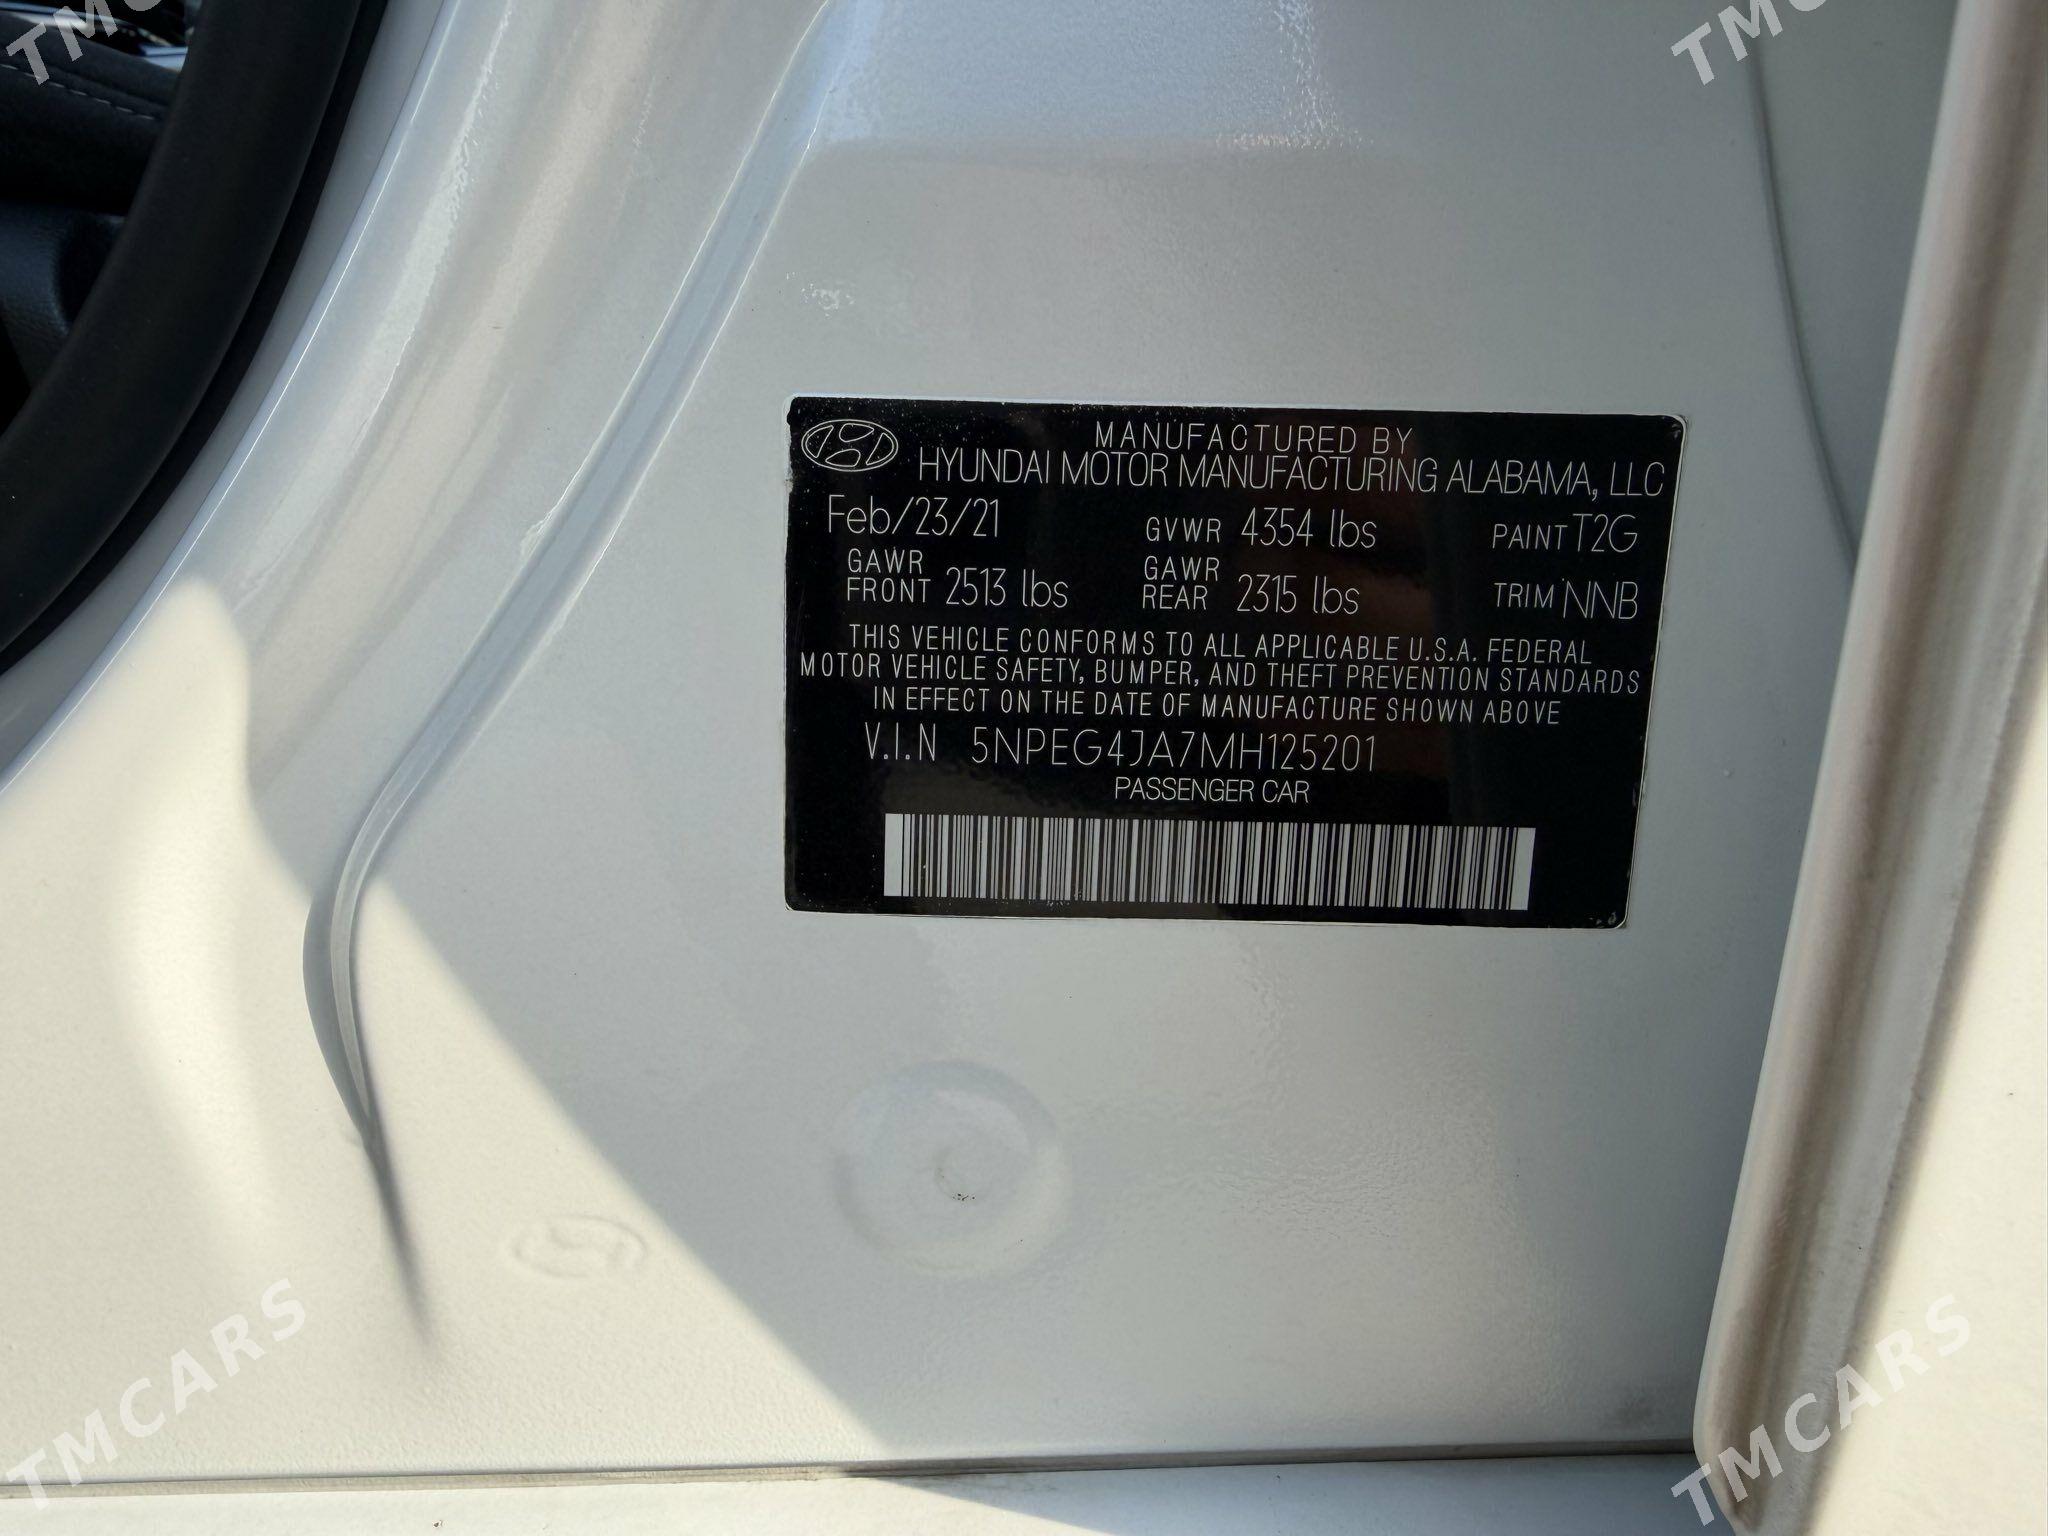 MANUFACTURED BY
HYUNDAI MOTOR MANUFACTURING ALABAMA, LLC
Feb/23/21 GVWR 4354 lbs PAINT T2G
GAWR FRONT 2513 lbs GAWR REAR 2315 lbs TRIM NNB
THIS VEHICLE CONFORMS TO ALL APPLICABLE U.S.A. FEDERAL
MOTOR VEHICLE SAFETY, BUMPER, AND THEFT PREVENTION STANDARDS
IN EFFECT ON THE DATE OF MANUFACTURE SHOWN ABOVE
V.I.N 5NPEG4JA7MH125201
PASSENGER CAR
TMCARS
TMCARS